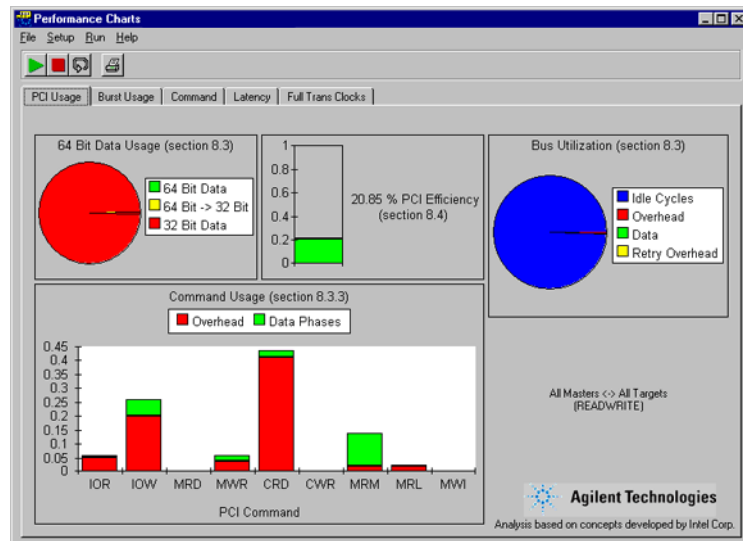 Performance Charts
File Setup Run Help
PCI Usage Burst Usage Command Latency Full Trans Clocks
64 Bit Data Usage (section 8.3)
64 Bit Data
64 Bit -> 32 Bit
32 Bit Data
1
0.8
0.6
0.4
0.2
0
20.85 % PCI Efficiency
(section 8.4)
Bus Utilization (section 8.3)
Idle Cycles
Overhead
Data
Retry Overhead
Command Usage (section 8.3.3)
Overhead Data Phases
0.45
0.4
0.35
0.3
0.25
0.2
0.15
0.1
0.05
0
IOR IOW MRD MWR CRD CWR MRM MRL MWI
PCI Command
All Masters <-> All Targets
(READWRITE)
Agilent Technologies
Analysis based on concepts developed by Intel Corp.